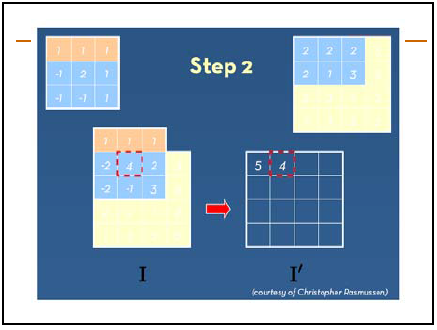 1 1 1
-1 2 1
-1 -1 1
Step 2
2 2 2
2 1 3
1 1 1
-2 4 2
-2 -1 3
5 4
I
I′
(courtesy of Christopher Rasmussen)